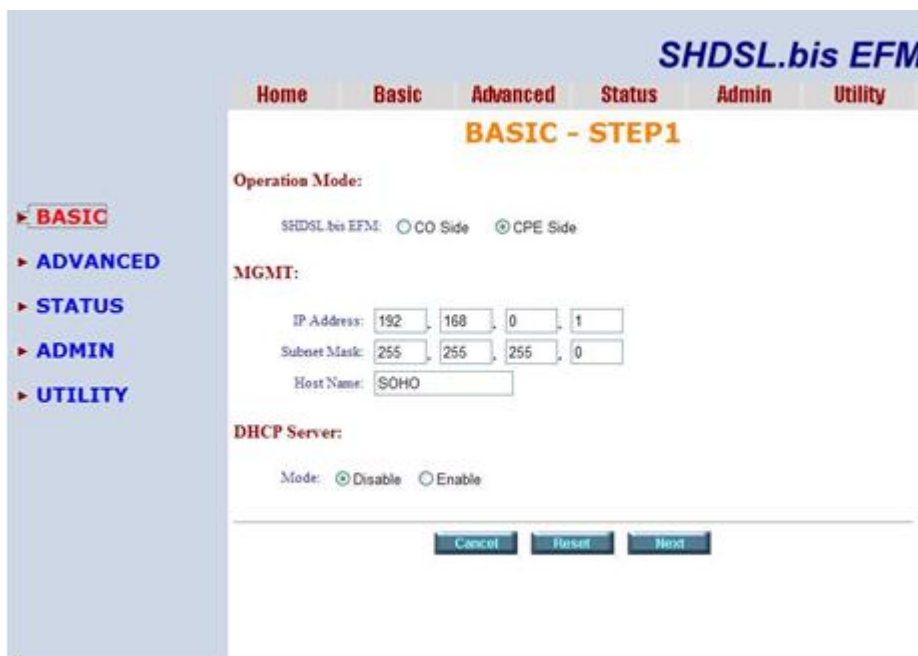 SHDSL.bis EFM
Home Basic Advanced Status Admin Utility
BASIC - STEP1
Operation Mode:
SHDSL.bis EFM: CO Side CPE Side
MGMT:
IP Address: 192 . 168 . 0 . 1
Subnet Mask: 255 . 255 . 255 . 0
Host Name: SOHO
DHCP Server:
Mode: Disable Enable
Cancel Reset Next
BASIC
ADVANCED
STATUS
ADMIN
UTILITY